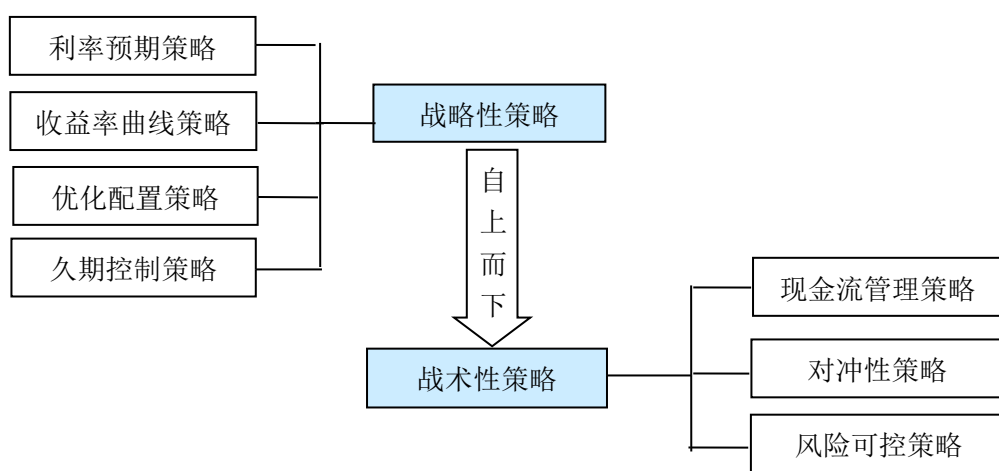 利率预期策略
收益率曲线策略
优化配置策略
久期控制策略
战略性策略
自
上
而
下
战术性策略
现金流管理策略
对冲性策略
风险可控策略